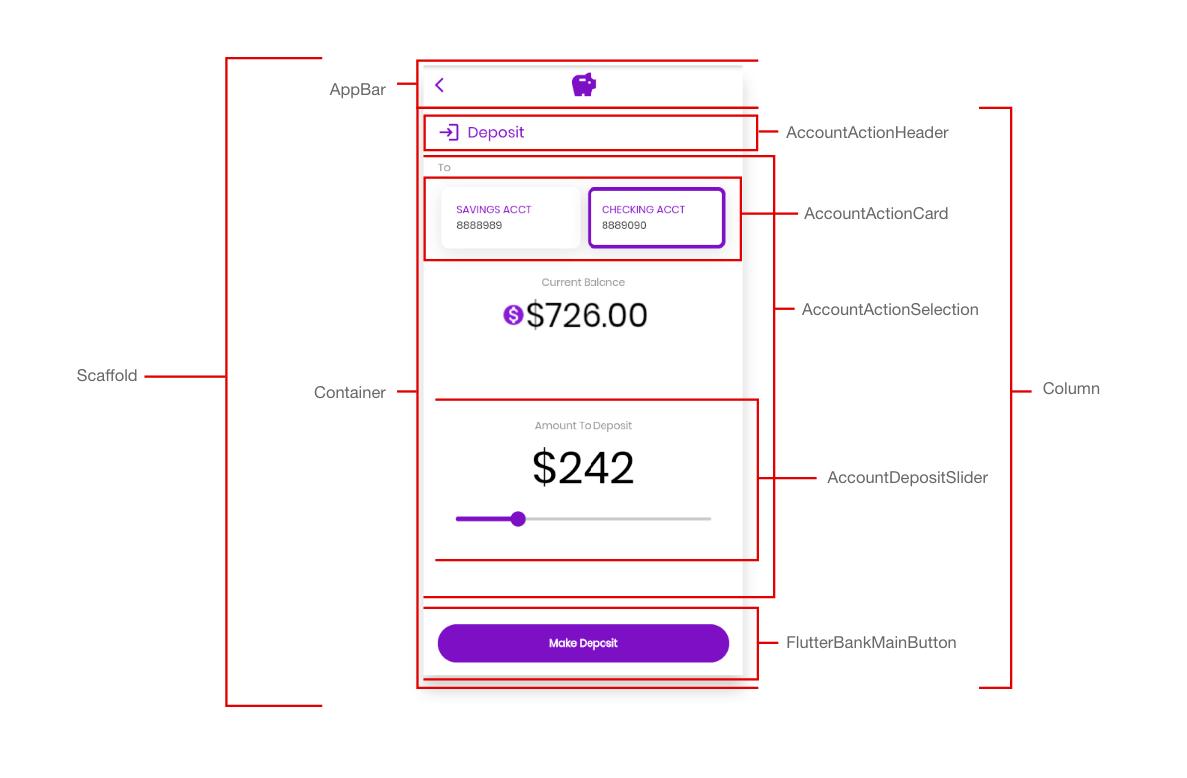 AppBar
Deposit
AccountActionHeader
To
SAVINGS ACCT
8888989
CHECKING ACCT
8889090
AccountActionCard
Current Balance
$726.00
AccountActionSelection
Scaffold
Container
Column
Amount To Deposit
$242
AccountDepositSlider
Make Deposit
FlutterBankMainButton